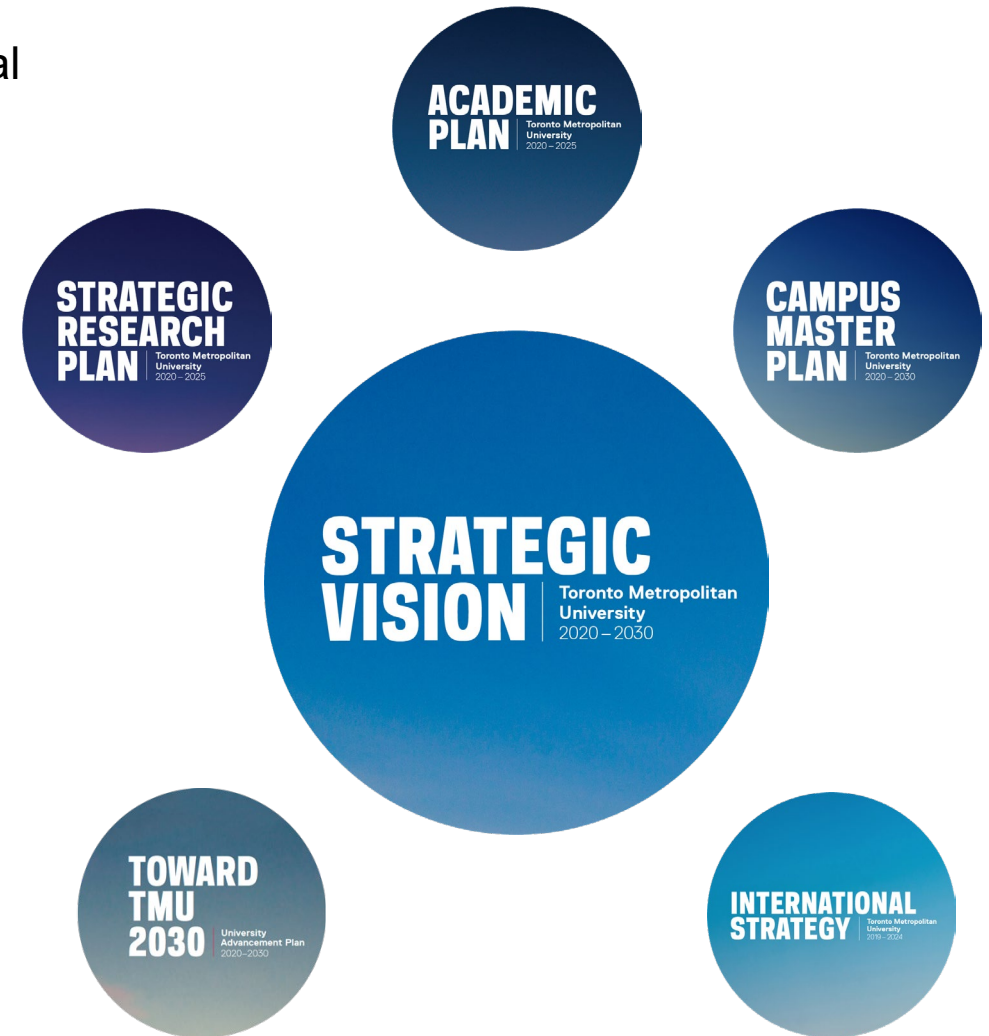 al
ACADEMIC
PLAN
Toronto Metropolitan
University
2020 – 2025
STRATEGIC
RESEARCH
PLAN
Toronto Metropolitan
University
2020 – 2025
CAMPUS
MASTER
PLAN
Toronto Metropolitan
University
2020 – 2030
STRATEGIC
VISION
Toronto Metropolitan
University
2020 – 2030
TOWARD
TMU
2030
University
Advancement Plan
2020–2030
INTERNATIONAL
STRATEGY
Toronto Metropolitan
University
2019 – 2024